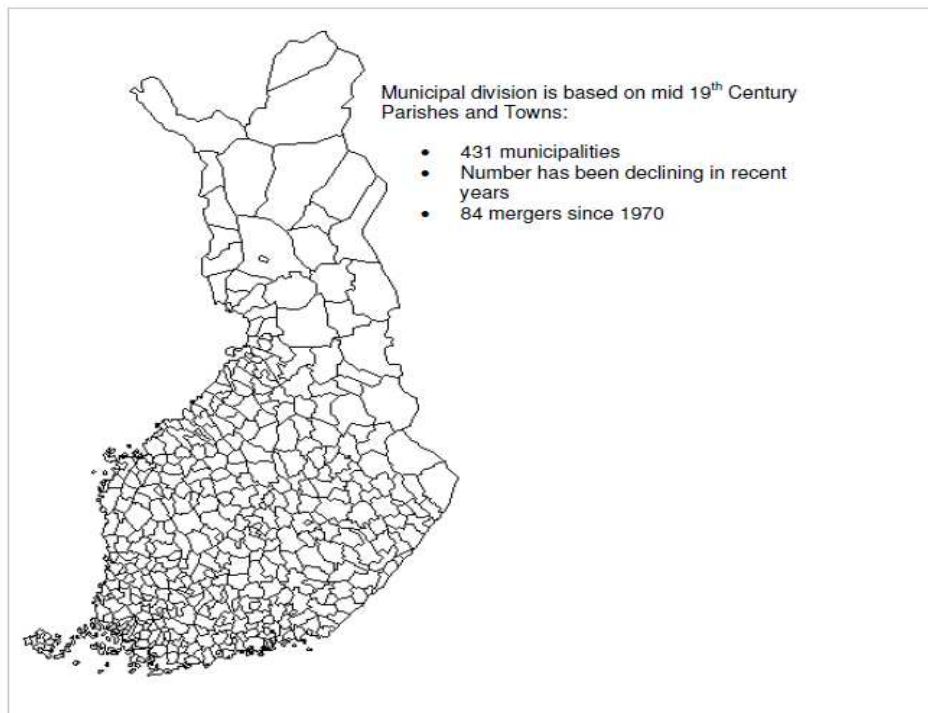 Municipal division is based on mid 19th Century
Parishes and Towns:
• 431 municipalities
• Number has been declining in recent
years
• 84 mergers since 1970